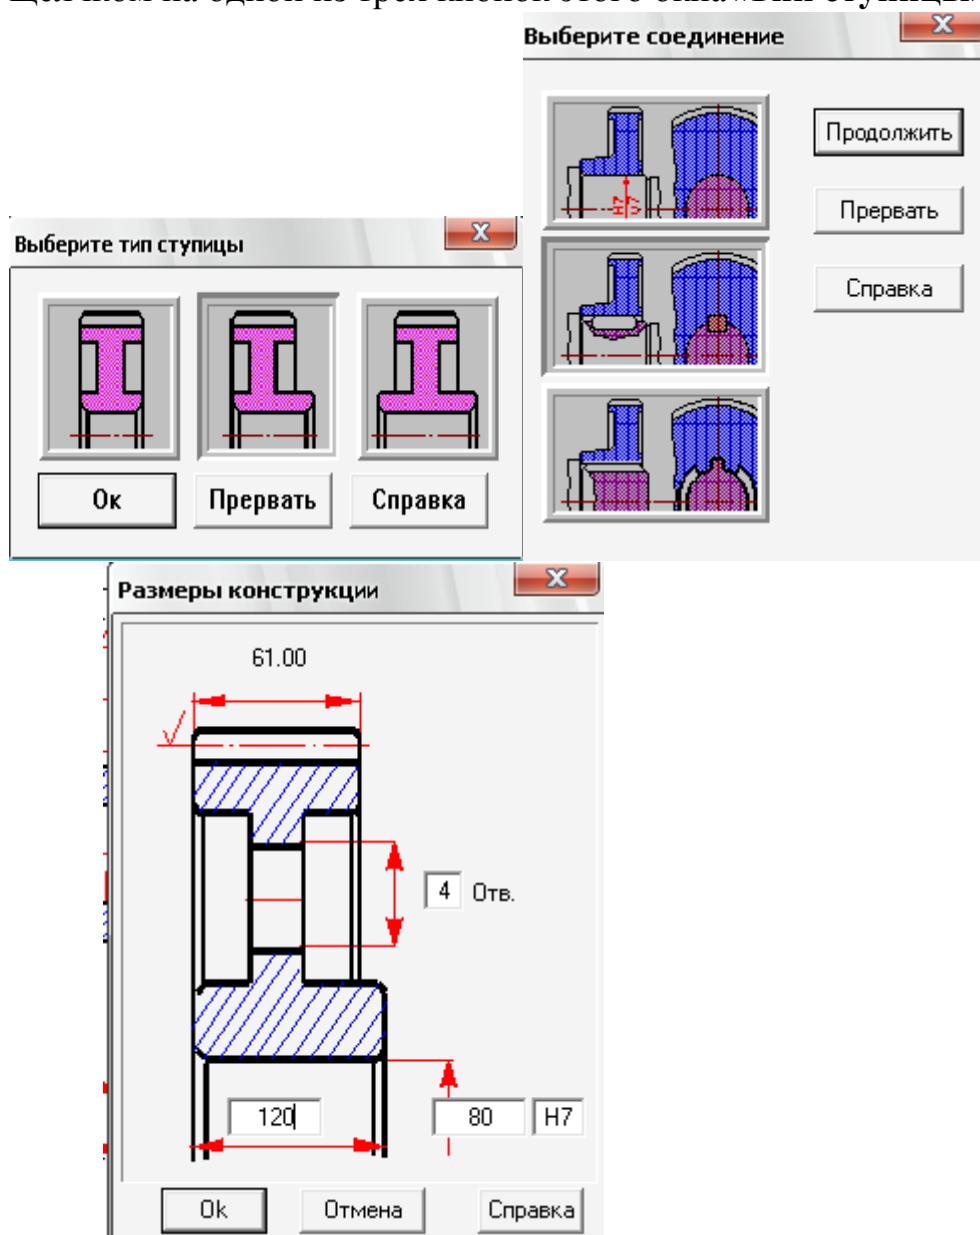 Выберите соединение
Продолжить
Прервать
Справка
H7
Выберите тип ступицы
Ок
Прервать
Справка
Размеры конструкции
61.00
4 Отв.
120
80 H7
Ok
Отмена
Справка